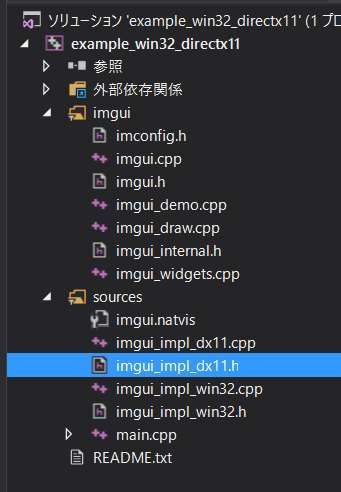 ソリューション 'example_win32_directx11' (1 プロ
example_win32_directx11
参照
外部依存関係
imgui
imconfig.h
imgui.cpp
imgui.h
imgui_demo.cpp
imgui_draw.cpp
imgui_internal.h
imgui_widgets.cpp
sources
imgui.natvis
imgui_impl_dx11.cpp
imgui_impl_dx11.h
imgui_impl_win32.cpp
imgui_impl_win32.h
main.cpp
README.txt